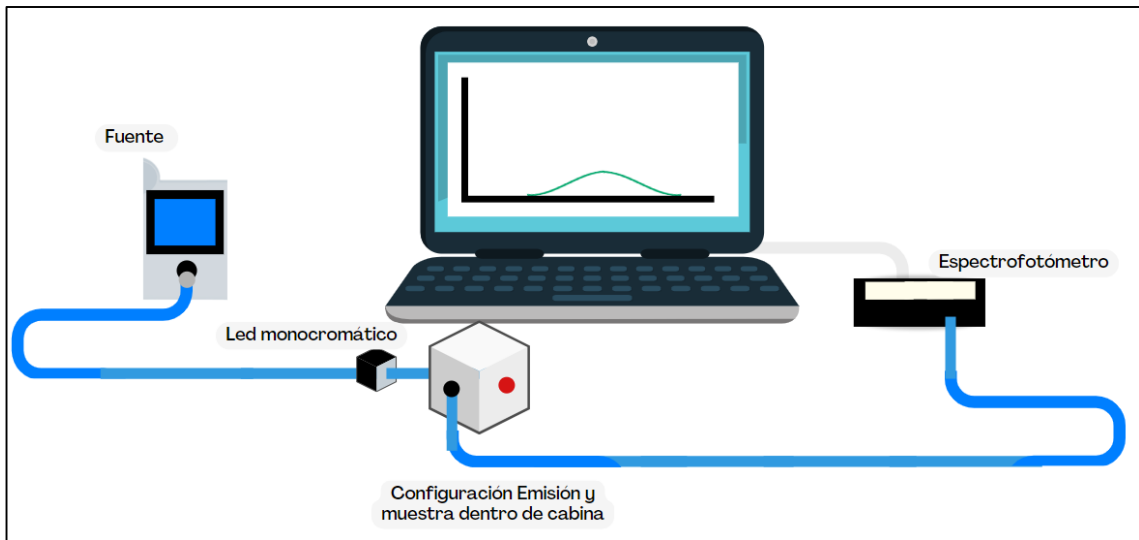 Fuente
Espectrofotómetro
Led monocromático
Configuración Emisión y
muestra dentro de cabina